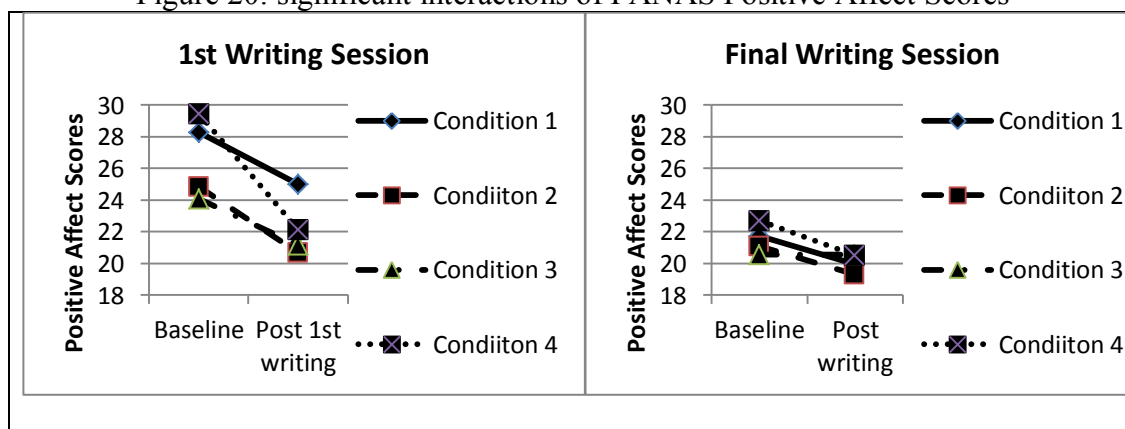 Figure 20: significant interactions of PANAS Positive Affect Scores
1st Writing Session
Positive Affect Scores
30
28
26
24
22
20
18
Baseline
Post 1st
writing
Condition 1
Condiiton 2
Condition 3
Condiiton 4
Final Writing Session
Positive Affect Scores
30
28
26
24
22
20
18
Baseline
Post
writing
Condition 1
Condiiton 2
Condition 3
Condiiton 4